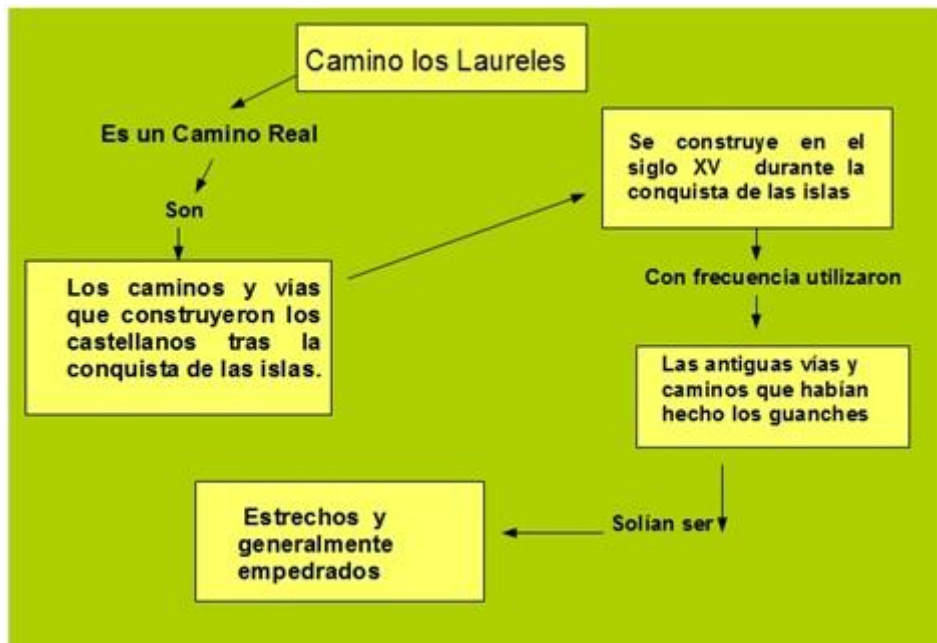 Camino los Laureles
Es un Camino Real
Son
Los caminos y vías
que construyeron los
castellanos tras la
conquista de las islas.
Se construye en el
siglo XV durante la
conquista de las islas
Con frecuencia utilizaron
Las antiguas vías y
caminos que habían
hecho los guanches
Solían ser
Estrechos y
generalmente
empedrados